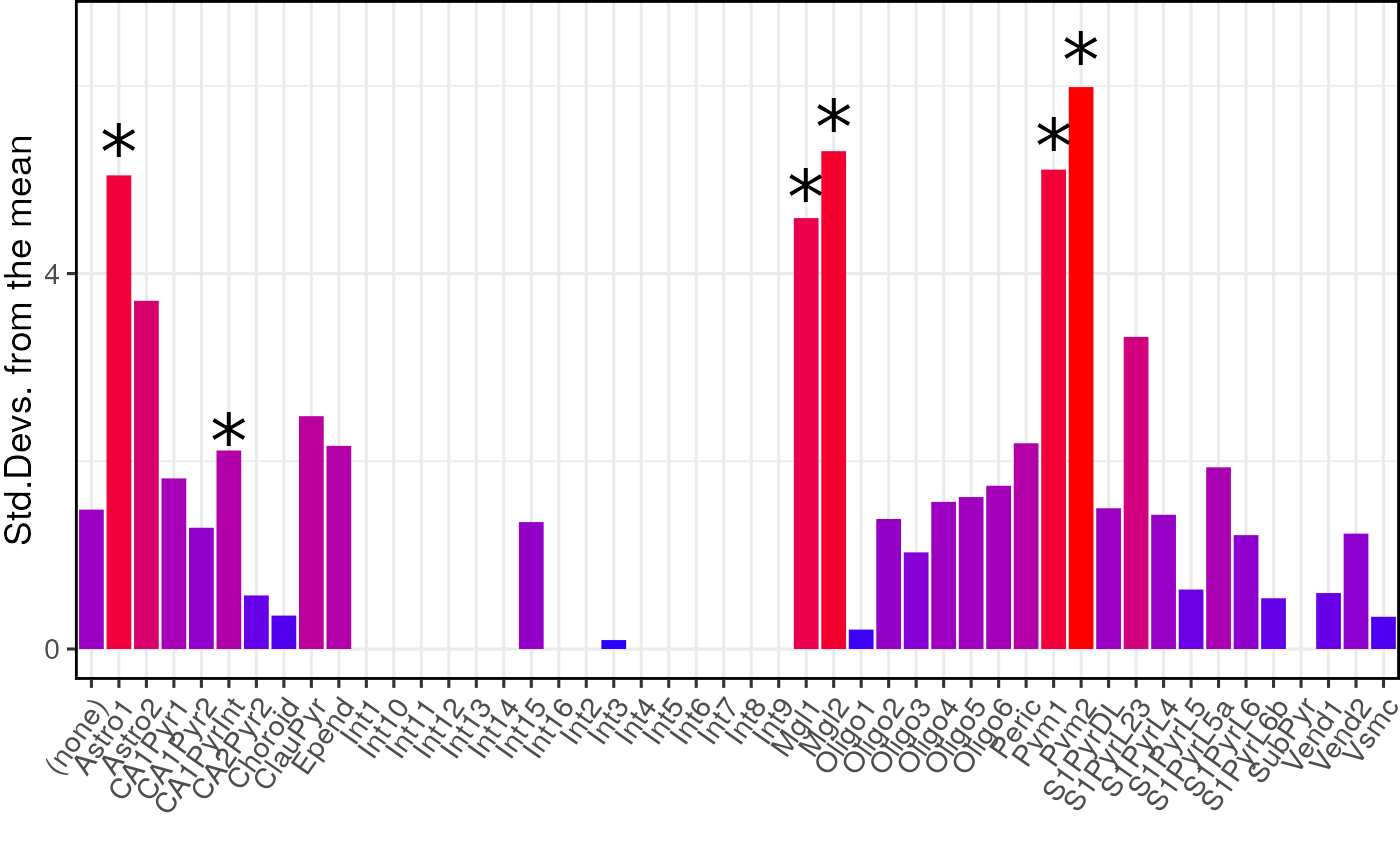 Std.Devs. from the mean
4
0
*
*
*
*
*
*
(none)
Astro1
Astro2
CA1Pyr1
CA1Pyr2
CA1PyrInt
CA2Pyr2
Choroid
ClauPyr
Epend
Int1
Int10
Int11
Int12
Int13
Int14
Int15
Int16
Int2
Int3
Int4
Int5
Int6
Int7
Int8
Int9
Mgl1
Mgl2
Oligo1
Oligo2
Oligo3
Oligo4
Oligo5
Oligo6
Peric
Pvm1
Pvm2
S1PyrDL
S1PyrL23
S1PyrL4
S1PyrL5
S1PyrL5a
S1PyrL6
S1PyrL6b
SubPyr
Vend1
Vend2
Vsmc